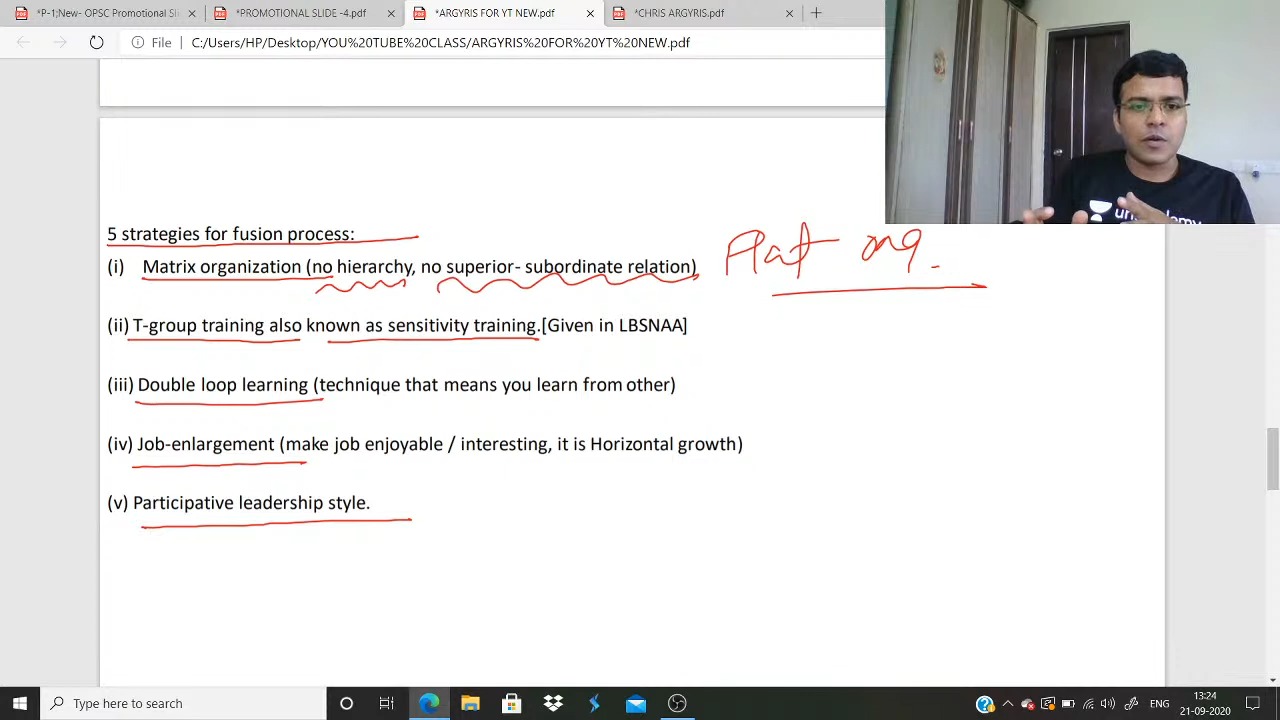 *P-1;New- OPSC Promotional Sli
*PROMOTIONAL SLIDE -4.pdf
*ARGYRIS FOR YT NEW.pdf
*CHRIS ARGYRIS.pdf
File C:/Users/HP/Desktop/YOU%20TUBE%20CLASS/ARGYRIS%20FOR%20YT%20NEW.pdf
5 strategies for fusion process:
(i) Matrix organization (no hierarchy, no superior- subordinate relation) Flat org.
(ii) T-group training also known as sensitivity training.[Given in LBSNAA]
(iii) Double loop learning (technique that means you learn from other)
(iv) Job-enlargement (make job enjoyable / interesting, it is Horizontal growth)
(v) Participative leadership style.
Type here to search
ENG
13:24
21-09-2020